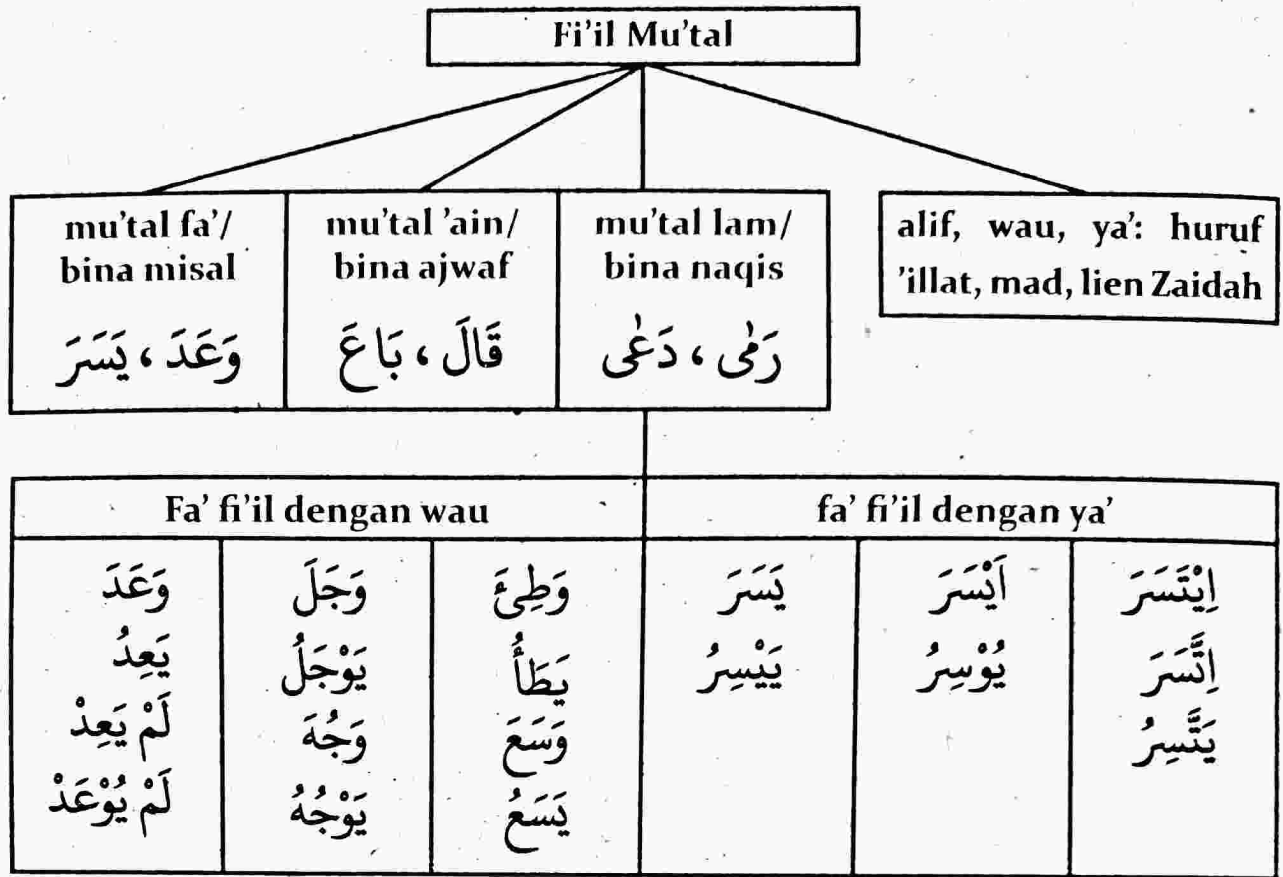 Fi'il Mu'tal
mu'tal fa'/
bina misal
وَعَدَ ، يَسَرَ
mu'tal 'ain/
bina ajwaf
قَالَ ، بَاعَ
mu'tal lam/
bina naqis
رَمٰى ، دَعٰى
alif, wau, ya': huruf
'illat, mad, lien Zaidah
Fa' fi'il dengan wau
وَعَدَ
يَعِدُ
لَمْ يَعِدْ
لَمْ يُوْعَدْ
وَجَلَ
يَوْجَلُ
وَجُهَ
يَوْجُهُ
وَطِئَ
يَطَأُ
وَسَعَ
يَسَعُ
fa' fi'il dengan ya'
يَسَرَ
يَيْسِرُ
اَيْسَرَ
يُوْسِرُ
اِيْتَسَرَ
اِتَّسَرَ
يَتَّسِرُ